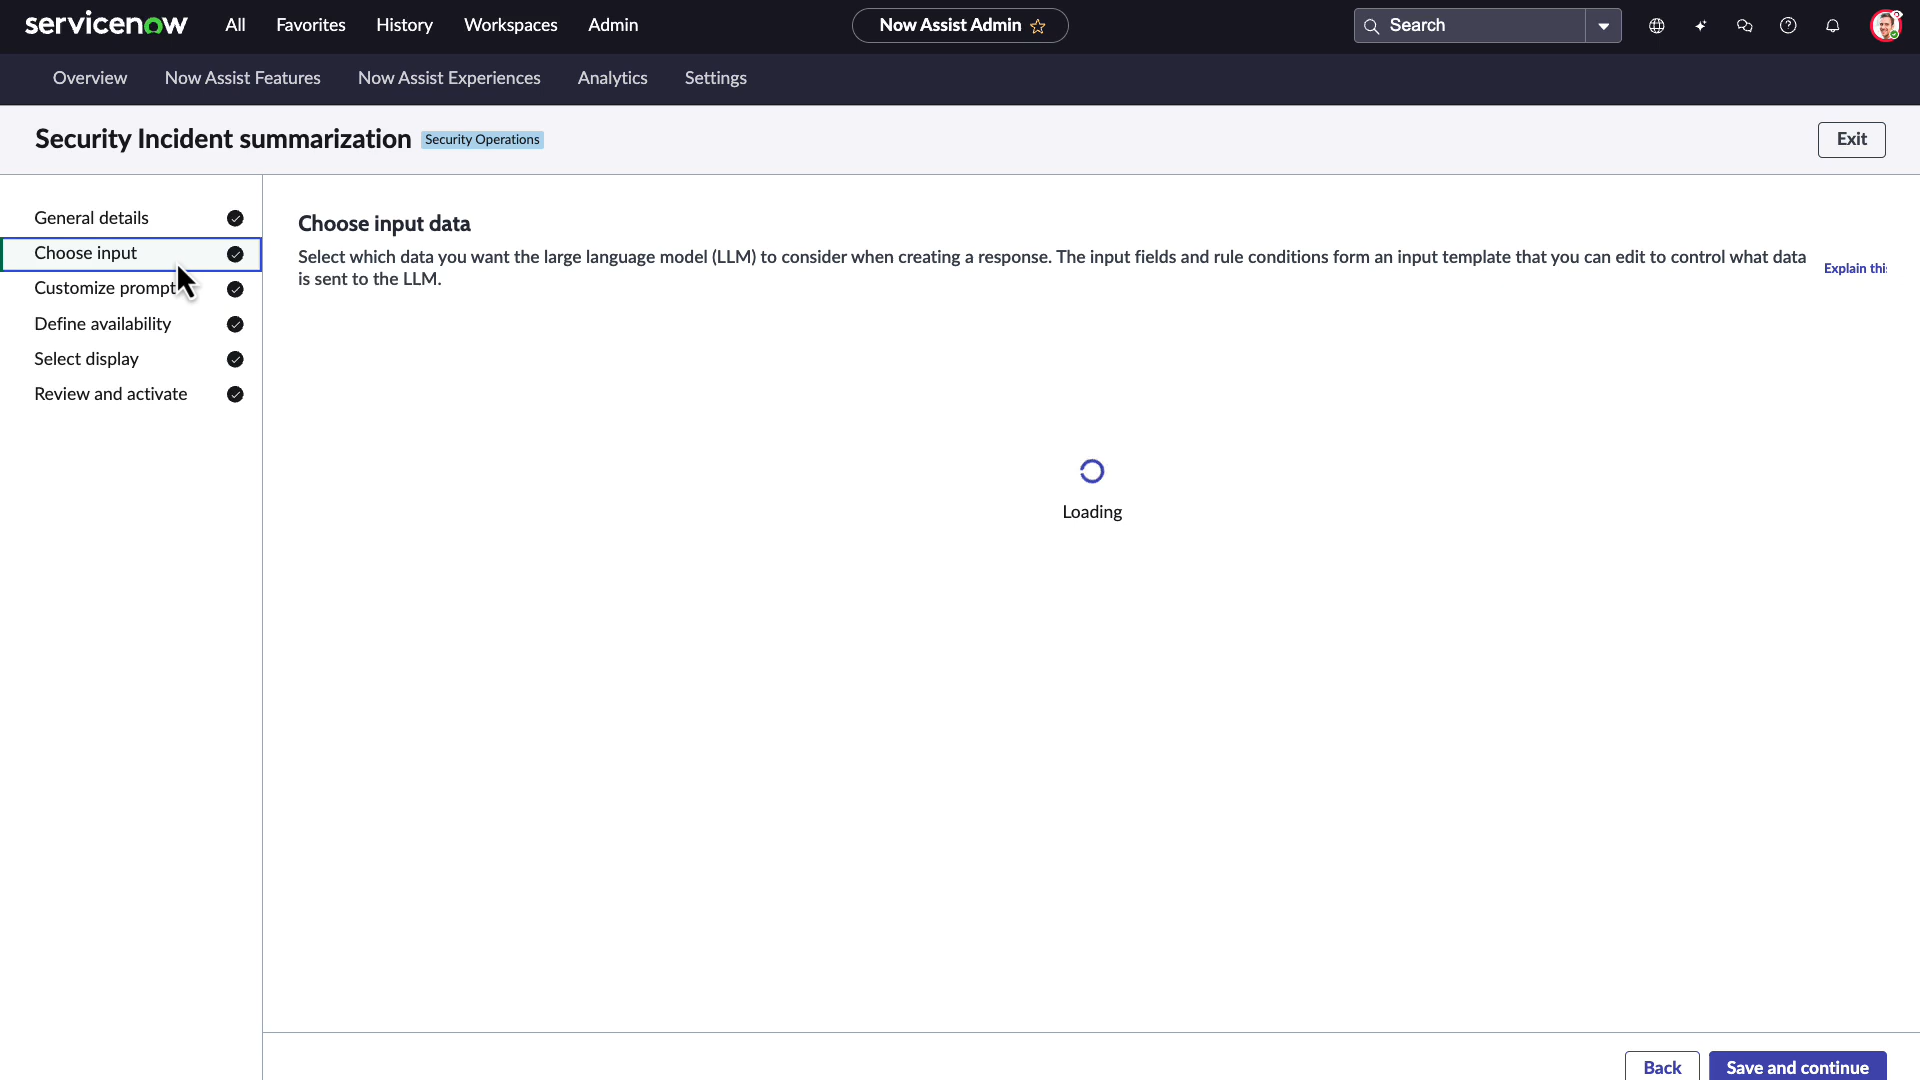 servicenow All Favorites History Workspaces Admin Now Assist Admin Search
Overview Now Assist Features Now Assist Experiences Analytics Settings
Security Incident summarization Security Operations Exit
General details
Choose input
Customize prompt
Define availability
Select display
Review and activate
Choose input data
Select which data you want the large language model (LLM) to consider when creating a response. The input fields and rule conditions form an input template that you can edit to control what data
is sent to the LLM.
Explain thi
Loading
Back Save and continue